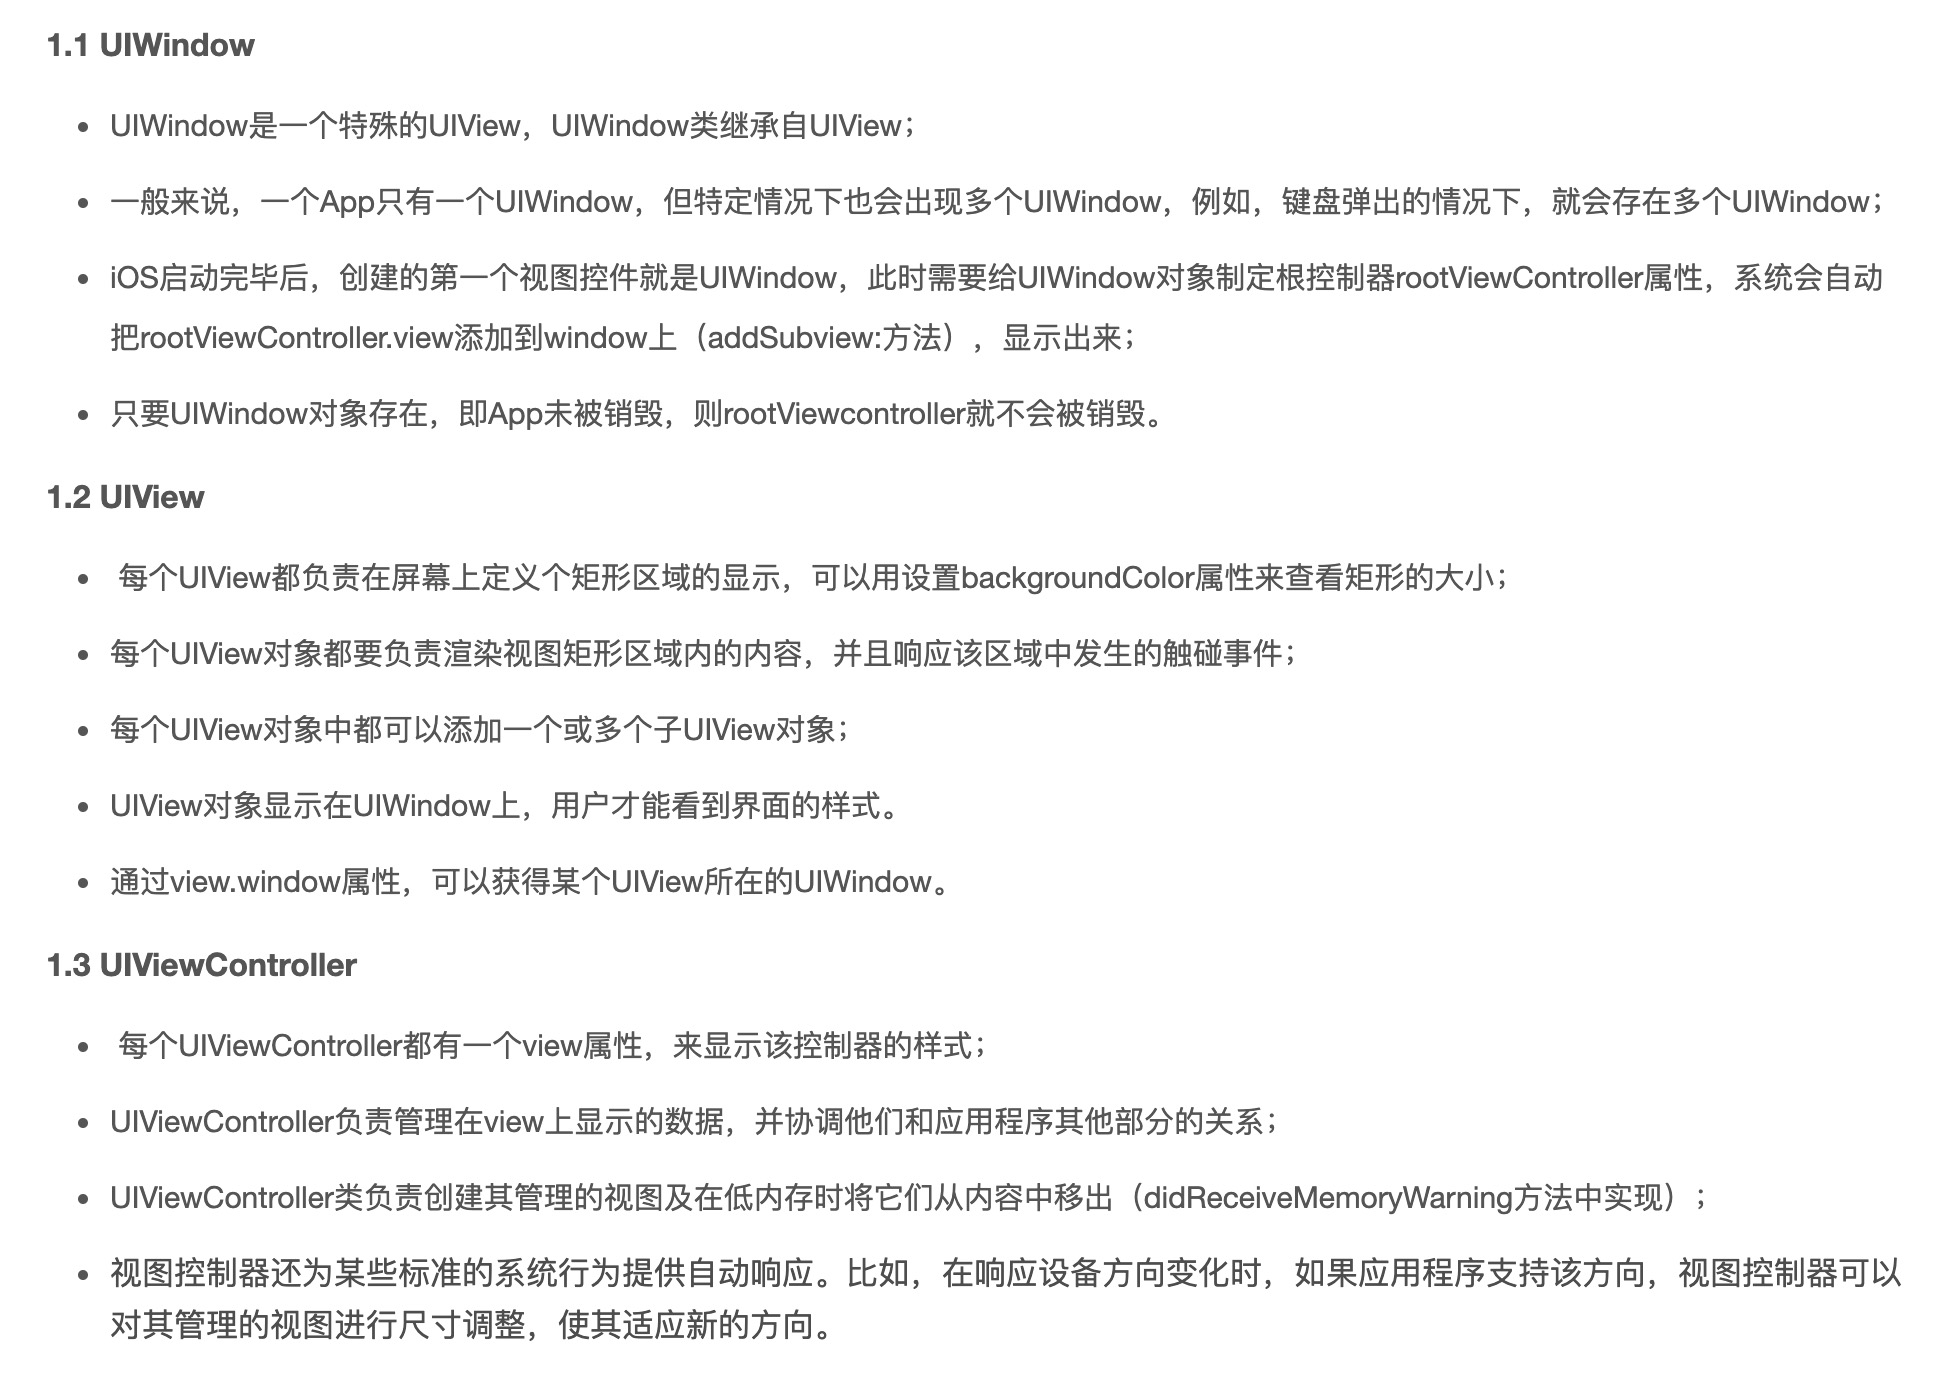 1.1 UIWindow
• UIWindow是一个特殊的UIView，UIWindow类继承自UIView；
• 一般来说，一个App只有一个UIWindow，但特定情况下也会出现多个UIWindow，例如，键盘弹出的情况下，就会存在多个UIWindow；
• iOS启动完毕后，创建的第一个视图控件就是UIWindow，此时需要给UIWindow对象制定根控制器rootViewController属性，系统会自动
把rootViewController.view添加到window上（addSubview:方法），显示出来；
• 只要UIWindow对象存在，即App未被销毁，则rootViewcontroller就不会被销毁。
1.2 UIView
• 每个UIView都负责在屏幕上定义个矩形区域的显示，可以用设置backgroundColor属性来查看矩形的大小；
• 每个UIView对象都要负责渲染视图矩形区域内的内容，并且响应该区域中发生的触碰事件；
• 每个UIView对象中都可以添加一个或多个子UIView对象；
• UIView对象显示在UIWindow上，用户才能看到界面的样式。
• 通过view.window属性，可以获得某个UIView所在的UIWindow。
1.3 UIViewController
• 每个UIViewController都有一个view属性，来显示该控制器的样式；
• UIViewController负责管理在view上显示的数据，并协调他们和应用程序其他部分的关系；
• UIViewController类负责创建其管理的视图及在低内存时将它们从内容中移出（didReceiveMemoryWarning方法中实现）；
• 视图控制器还为某些标准的系统行为提供自动响应。比如，在响应设备方向变化时，如果应用程序支持该方向，视图控制器可以
对其管理的视图进行尺寸调整，使其适应新的方向。